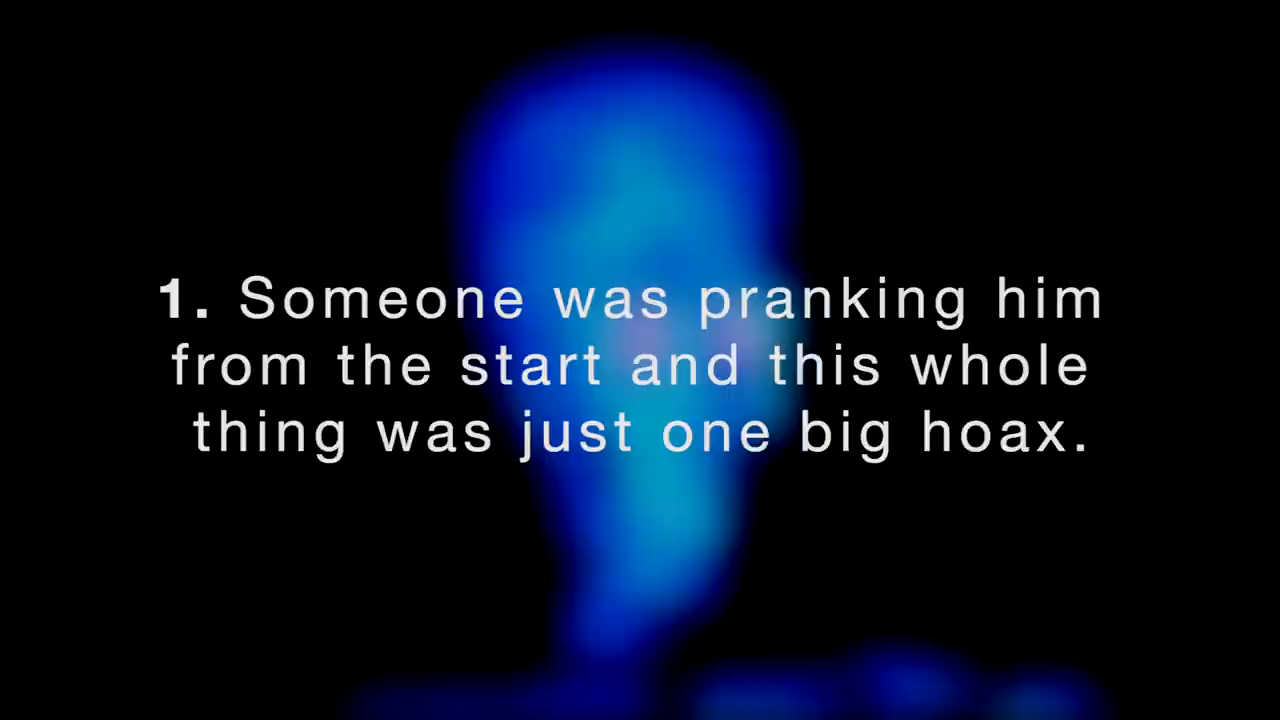 1. Someone was pranking him
from the start and this whole
thing was just one big hoax.